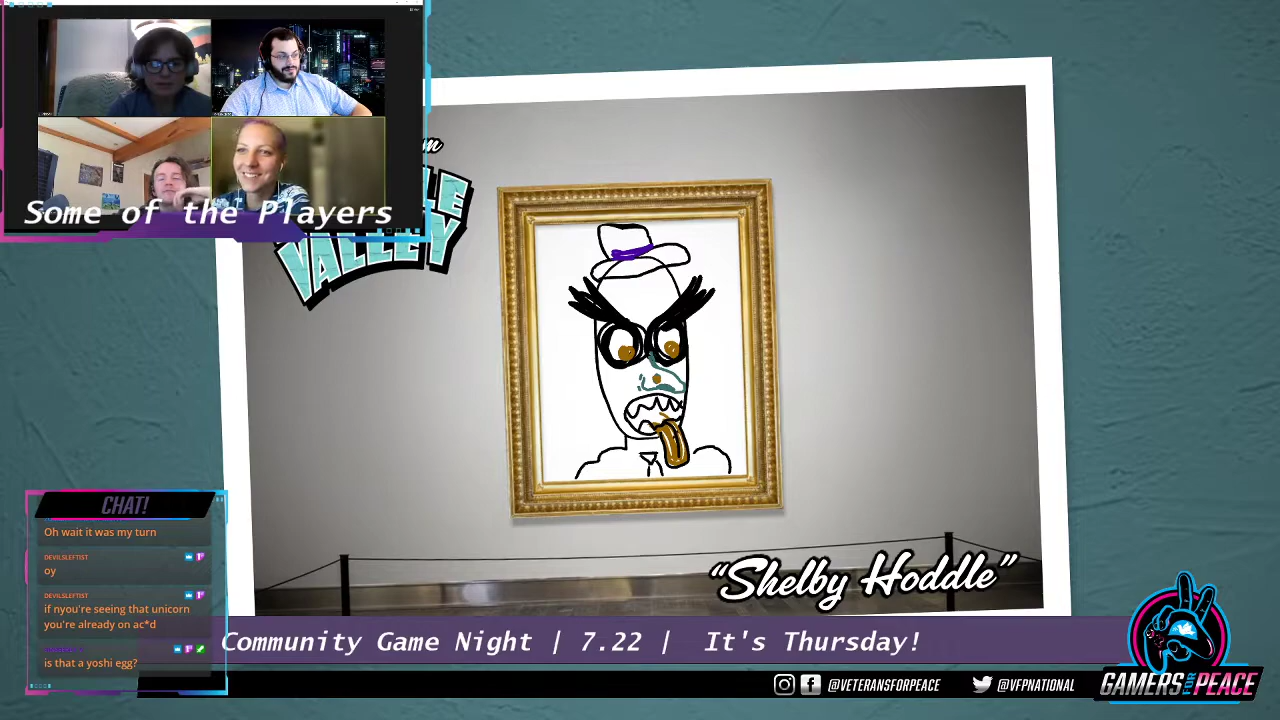 Some of the Players
VALLEY
CHAT!
Oh wait it was my turn
DEVILSLEFTIST
oy
DEVILSLEFTIST
if nyou're seeing that unicorn
you're already on ac*d
is that a yoshi egg?
"Shelby Hoddle"
Community Game Night | 7.22 | It's Thursday!
@VETERANSFORPEACE
@VFPNATIONAL
GAMERS FOR PEACE